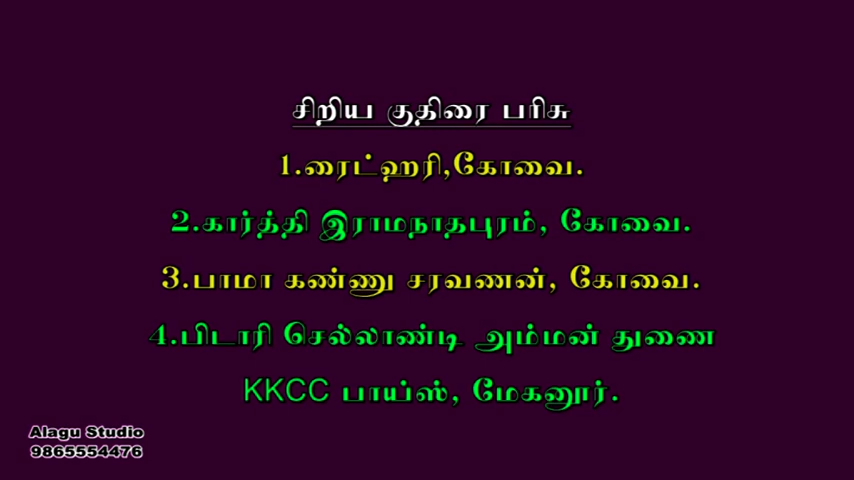 சிறிய குதிரை பரிசு
1.ரைட்ஹரி,கோவை.
2.கார்த்தி இராமநாதபுரம், கோவை.
3.பாமா கண்ணு சரவணன், கோவை.
4.பிடாரி செல்லாண்டி அம்மன் துணை
KKCC பாய்ஸ், மேகனூர்.
Alagu Studio
9865554476